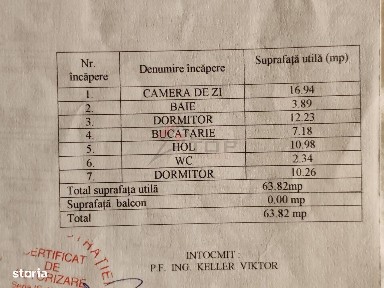 Nr. încăpere Denumire încăpere Suprafață utilă (mp)
1. CAMERA DE ZI 16.94
2. BAIE 3.89
3. DORMITOR 12.23
4. BUCATARIE 7.18
5. HOL 10.98
6. WC 2.34
7. DORMITOR 10.26
Total suprafața utilă 63.82mp
Suprafață balcon 0.00 mp
Total 63.82 mp
INTOCMIT :
P.F. ING. KELLER VIKTOR
CERTIFICAT
DE
storia